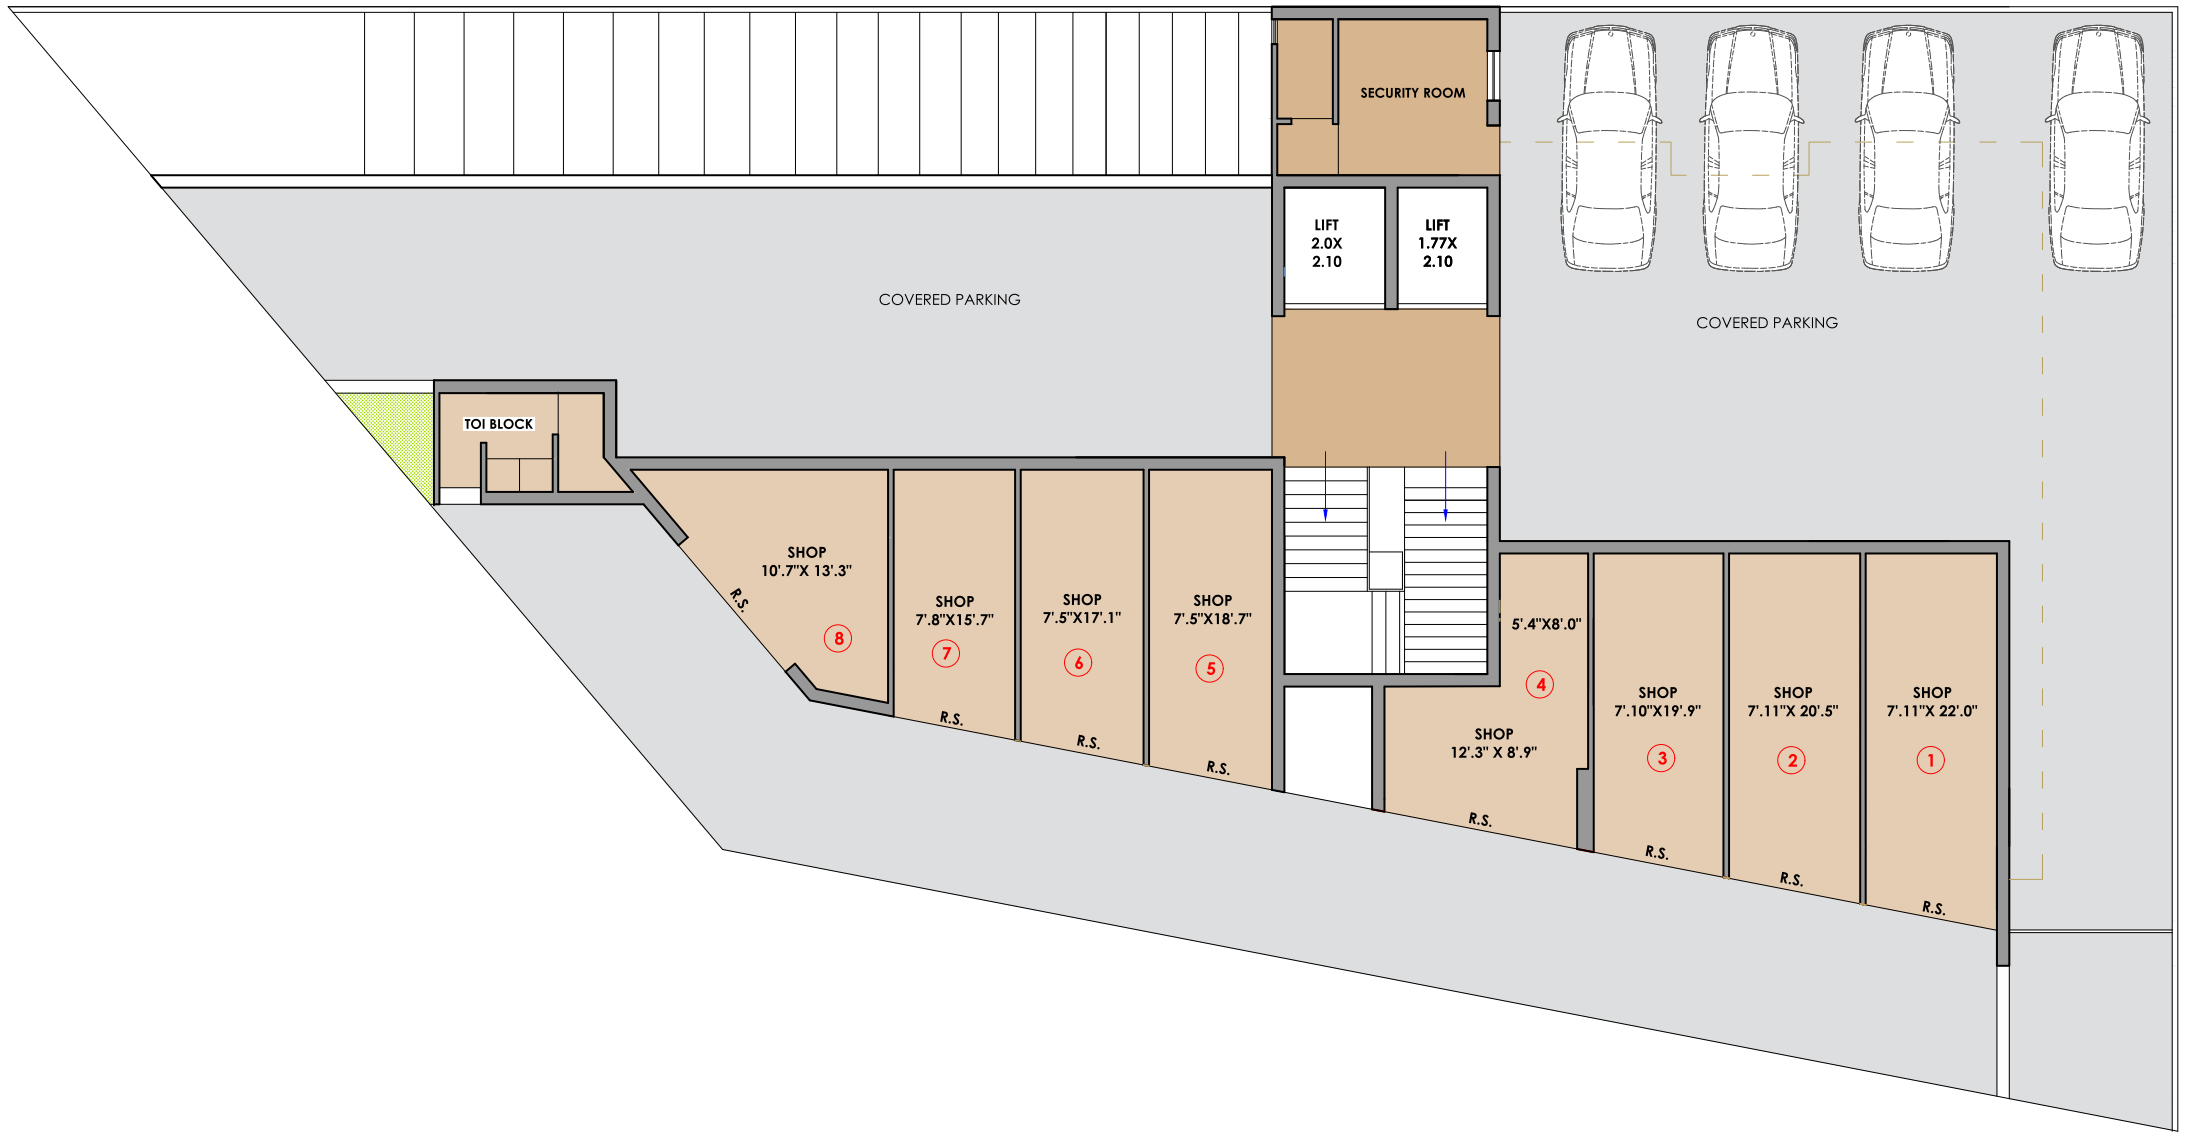 SECURITY ROOM
LIFT
2.0X
2.10
LIFT
1.77X
2.10
COVERED PARKING
COVERED PARKING
TOI BLOCK
SHOP
10'.7"X 13'.3"
R.S.
8
SHOP
7'.8"X15'.7"
7
R.S.
SHOP
7'.5"X17'.1"
6
R.S.
SHOP
7'.5"X18'.7"
5
R.S.
5'.4"X8'.0"
4
SHOP
12'.3" X 8'.9"
R.S.
SHOP
7'.10"X19'.9"
3
R.S.
SHOP
7'.11"X 20'.5"
2
R.S.
SHOP
7'.11"X 22'.0"
1
R.S.